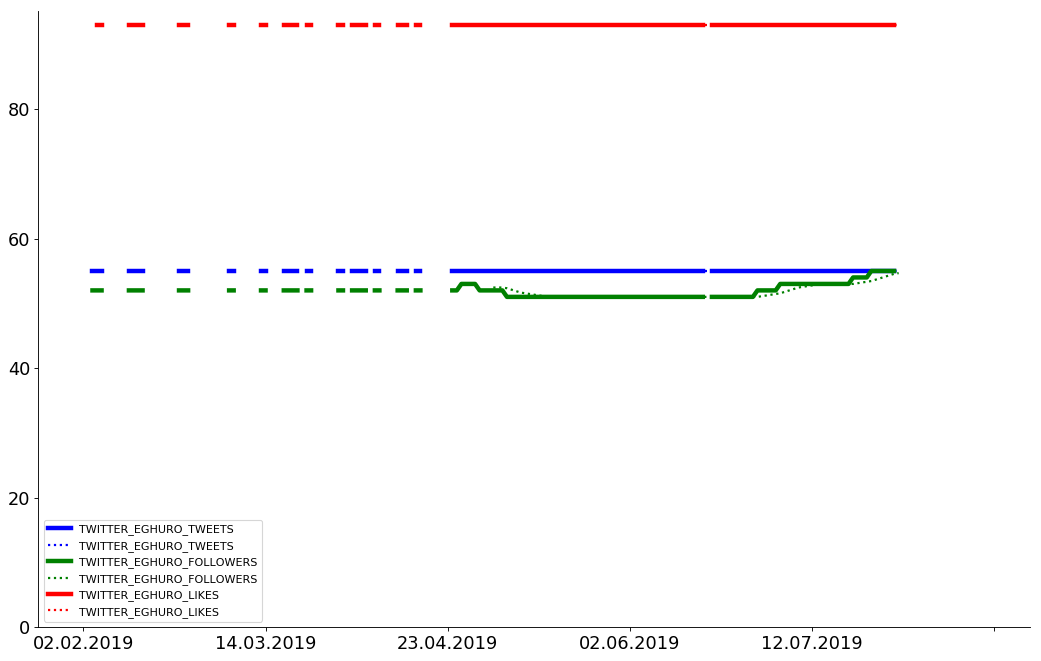 80
60
40
20
0
TWITTER_EGHURO_TWEETS
TWITTER_EGHURO_TWEETS
TWITTER_EGHURO_FOLLOWERS
TWITTER_EGHURO_FOLLOWERS
TWITTER_EGHURO_LIKES
TWITTER_EGHURO_LIKES
02.02.2019 14.03.2019 23.04.2019 02.06.2019 12.07.2019